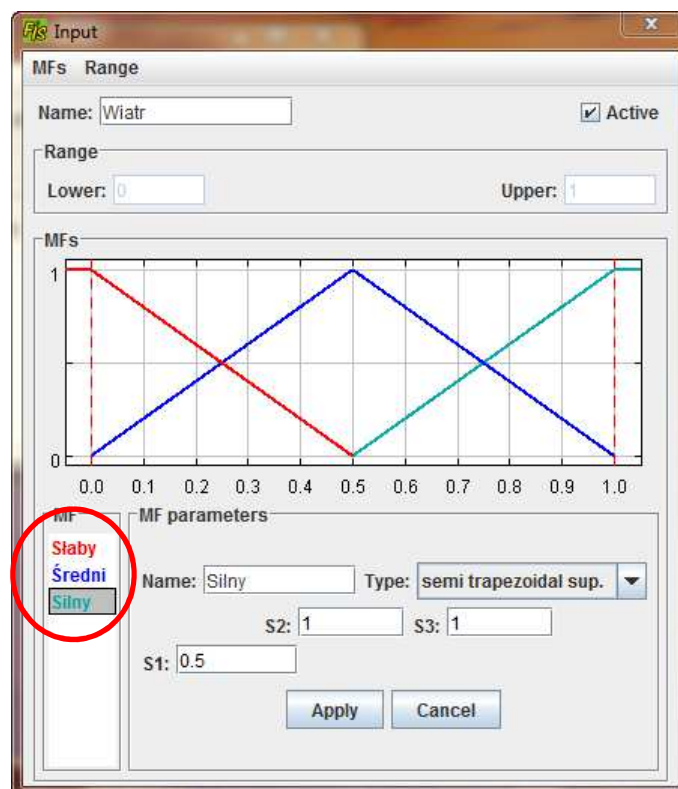 Fis Input
MFs Range
Name: Wiatr Active
Range
Lower: 0 Upper: 1
MFs
1
0
0.0 0.1 0.2 0.3 0.4 0.5 0.6 0.7 0.8 0.9 1.0
MF MF parameters
Słaby
Średni
Silny
Name: Silny Type: semi trapezoidal sup.
S2: 1 S3: 1
S1: 0.5
Apply Cancel